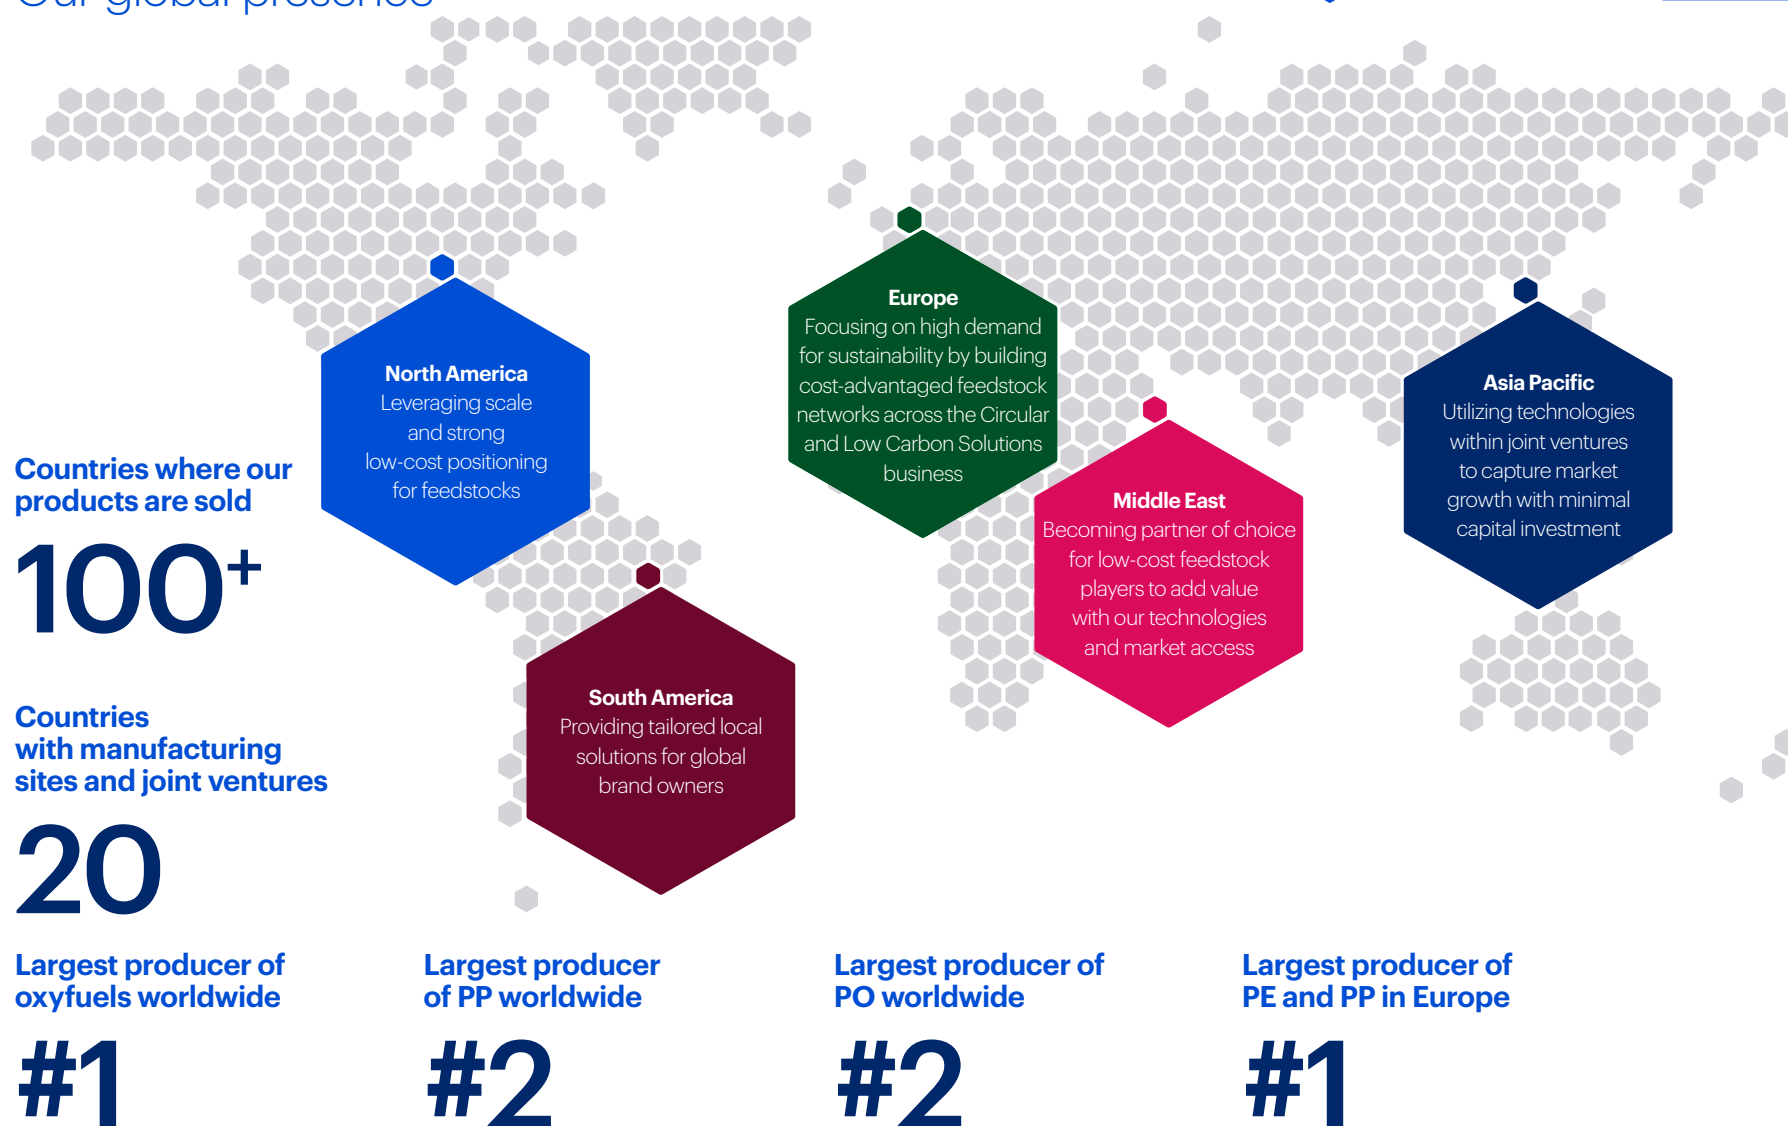 Our global presence
North America
Leveraging scale
and strong
low-cost positioning
for feedstocks
Europe
Focusing on high demand
for sustainability by building
cost-advantaged feedstock
networks across the Circular
and Low Carbon Solutions
business
Middle East
Becoming partner of choice
for low-cost feedstock
players to add value
with our technologies
and market access
Asia Pacific
Utilizing technologies
within joint ventures
to capture market
growth with minimal
capital investment
South America
Providing tailored local
solutions for global
brand owners
Countries where our
products are sold
100+
Countries
with manufacturing
sites and joint ventures
20
Largest producer of
oxyfuels worldwide
#1
Largest producer
of PP worldwide
#2
Largest producer of
PO worldwide
#2
Largest producer of
PE and PP in Europe
#1